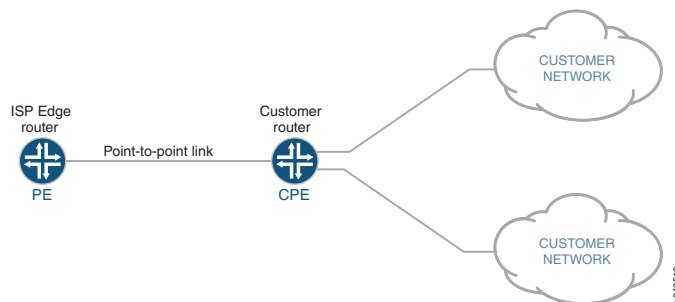 CUSTOMER
NETWORK
ISP Edge
router
Customer
router
Point-to-point link
PE
CPE
CUSTOMER
NETWORK